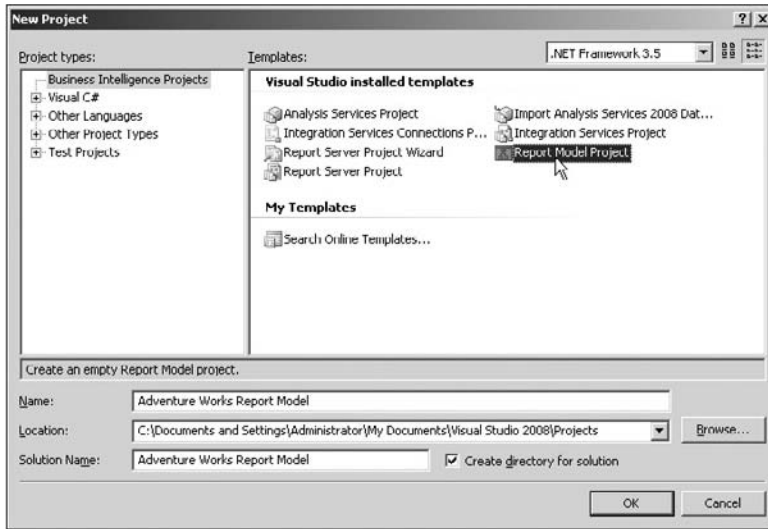 New Project
Project types:
Templates:
.NET Framework 3.5
Business Intelligence Projects
Visual C#
Other Languages
Other Project Types
Test Projects
Visual Studio installed templates
Analysis Services Project
Import Analysis Services 2008 Dat...
Integration Services Connections P...
Integration Services Project
Report Server Project Wizard
Report Model Project
Report Server Project
My Templates
Search Online Templates...
Create an empty Report Model project.
Name:
Adventure Works Report Model
Location:
C:\Documents and Settings\Administrator\My Documents\Visual Studio 2008\Projects
Browse...
Solution Name:
Adventure Works Report Model
Create directory for solution
OK
Cancel